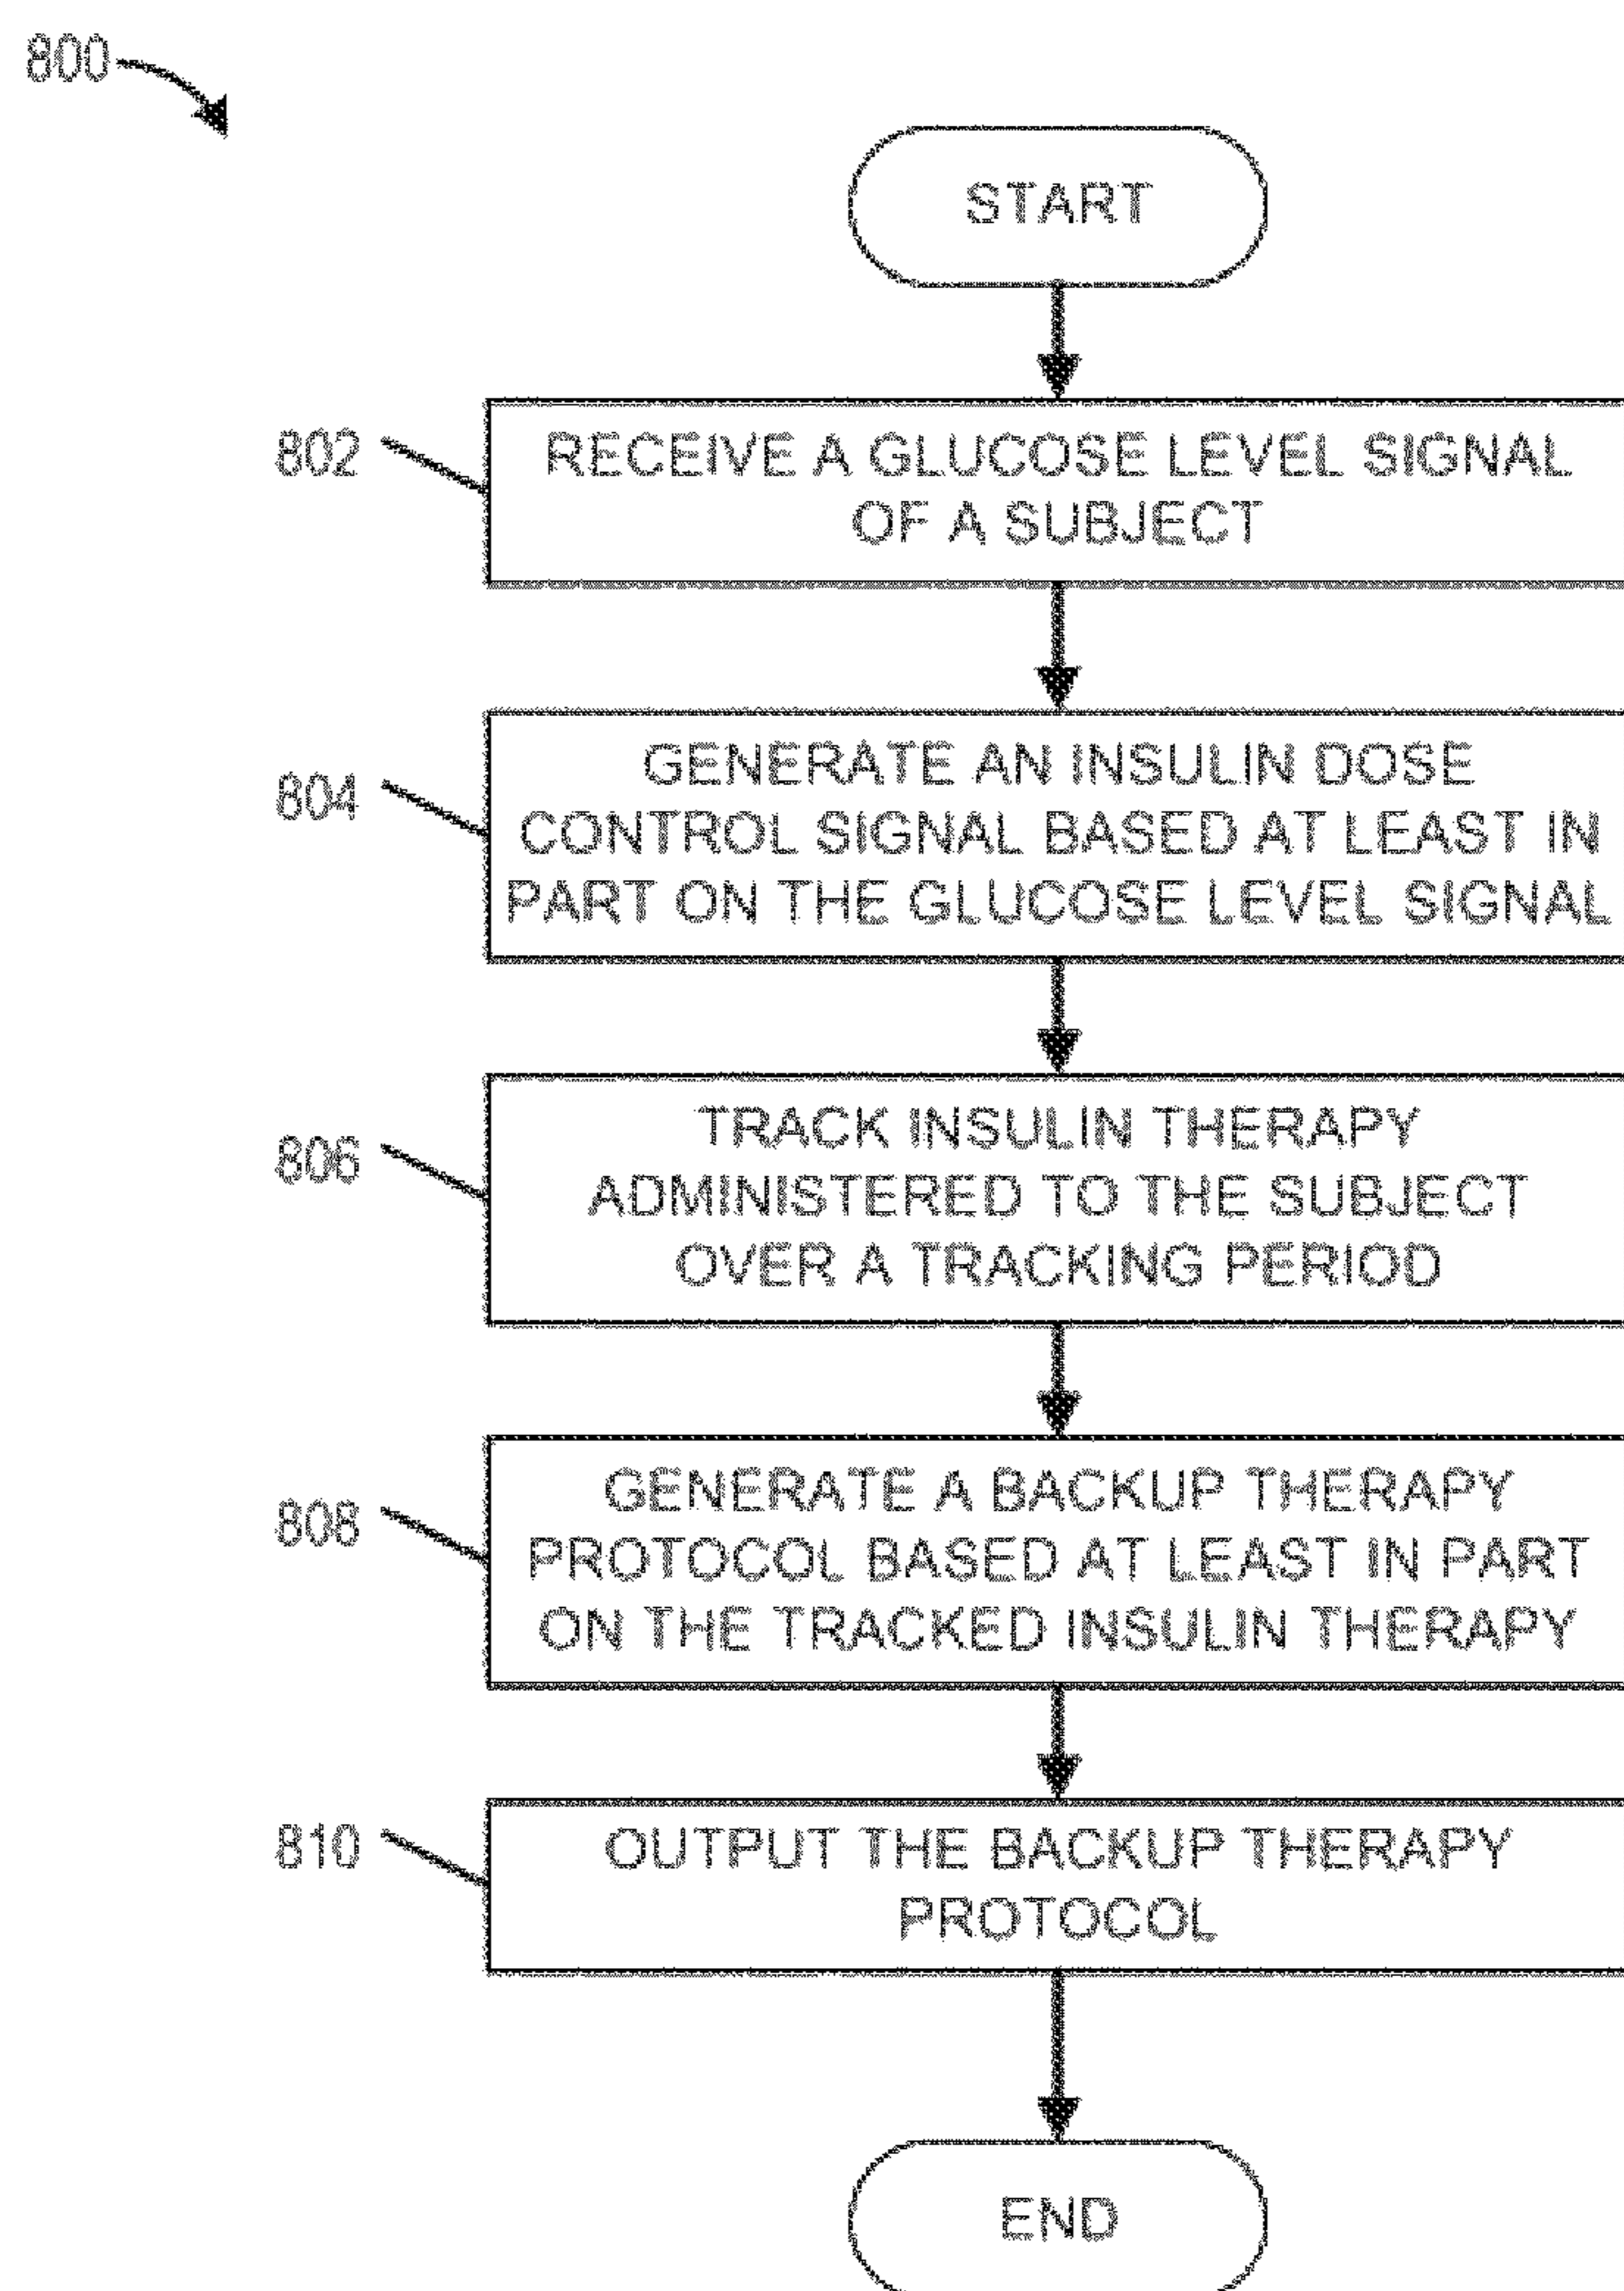 800
START
802
RECEIVE A GLUCOSE LEVEL SIGNAL
OF A SUBJECT
804
GENERATE AN INSULIN DOSE
CONTROL SIGNAL BASED AT LEAST IN
PART ON THE GLUCOSE LEVEL SIGNAL
806
TRACK INSULIN THERAPY
ADMINISTERED TO THE SUBJECT
OVER A TRACKING PERIOD
808
GENERATE A BACKUP THERAPY
PROTOCOL BASED AT LEAST IN PART
ON THE TRACKED INSULIN THERAPY
810
OUTPUT THE BACKUP THERAPY
PROTOCOL
END